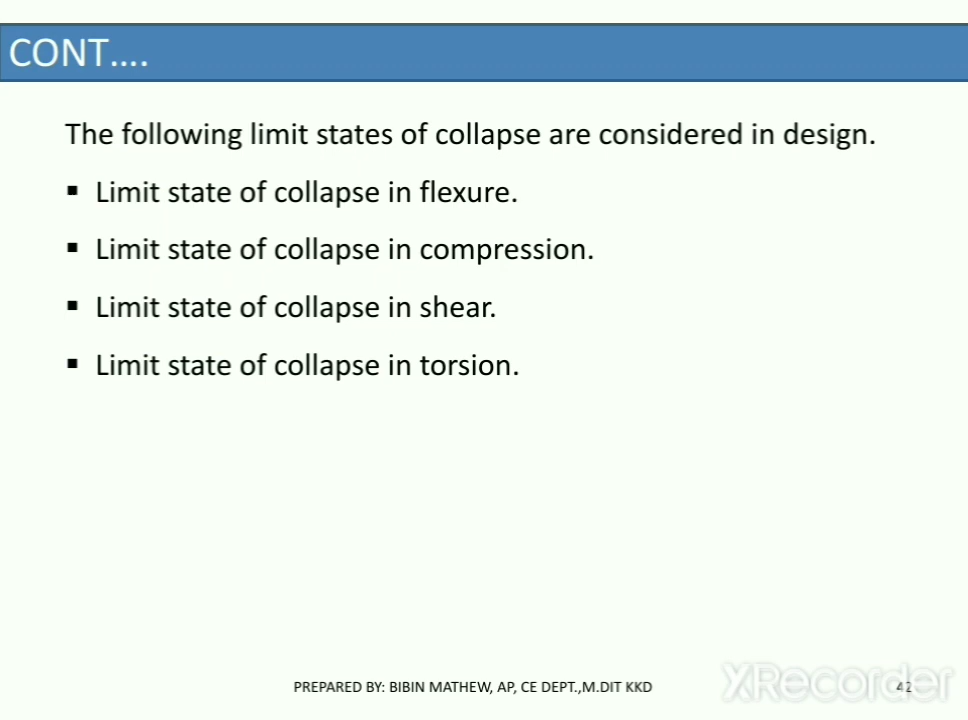 CONT....
The following limit states of collapse are considered in design.
▪ Limit state of collapse in flexure.
▪ Limit state of collapse in compression.
▪ Limit state of collapse in shear.
▪ Limit state of collapse in torsion.
PREPARED BY: BIBIN MATHEW, AP, CE DEPT.,M.DIT KKD
XRecorder
42